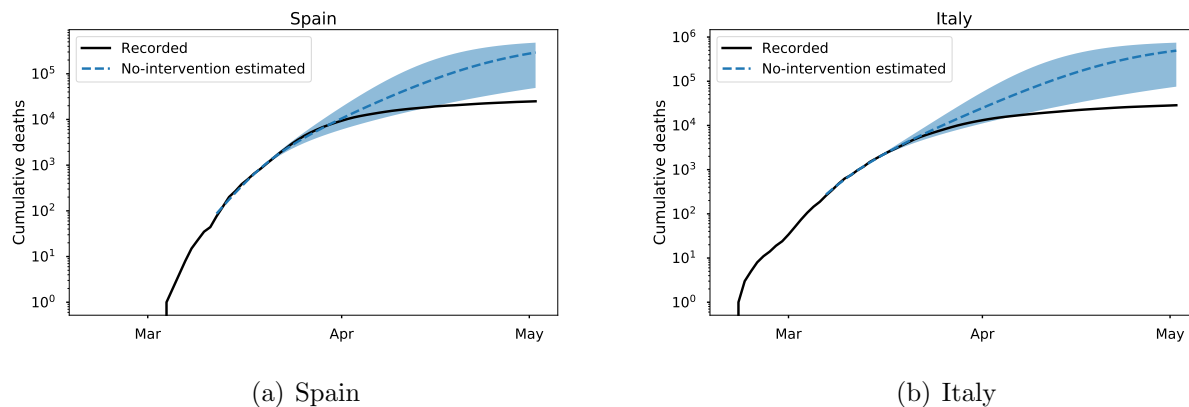 Spain
Recorded
No-intervention estimated
Cumulative deaths
10^5
10^4
10^3
10^2
10^1
10^0
Mar
Apr
May
(a) Spain
Italy
Recorded
No-intervention estimated
Cumulative deaths
10^6
10^5
10^4
10^3
10^2
10^1
10^0
Mar
Apr
May
(b) Italy